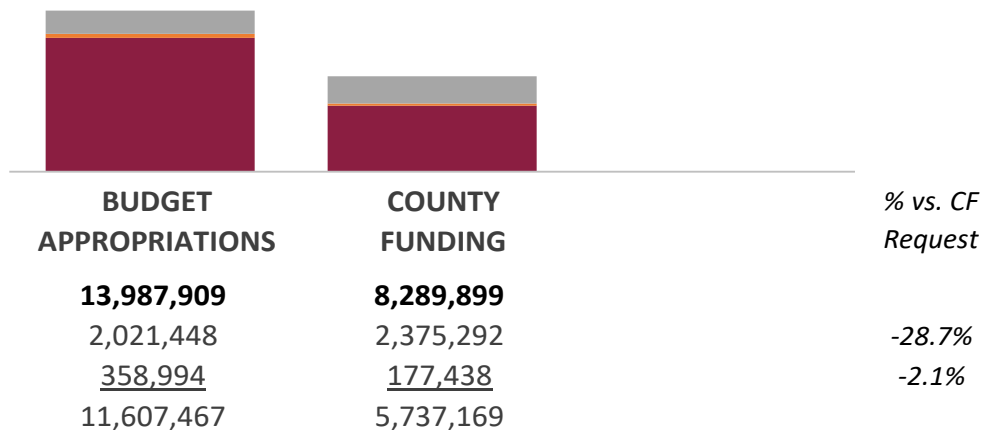 BUDGET COUNTY % vs. CF
APPROPRIATIONS FUNDING Request
13,987,909 8,289,899
2,021,448 2,375,292 -28.7%
358,994 177,438 -2.1%
11,607,467 5,737,169